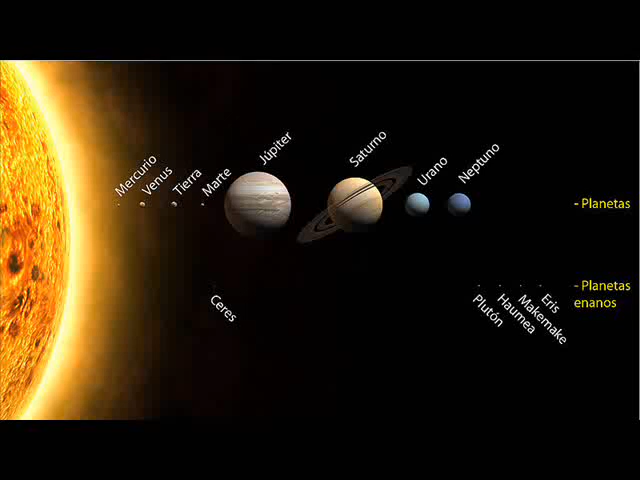 Mercurio
Venus
Tierra
Marte
Júpiter
Saturno
Urano
Neptuno
- Planetas
Ceres
Plutón
Haumea
Makemake
Eris
- Planetas
enanos